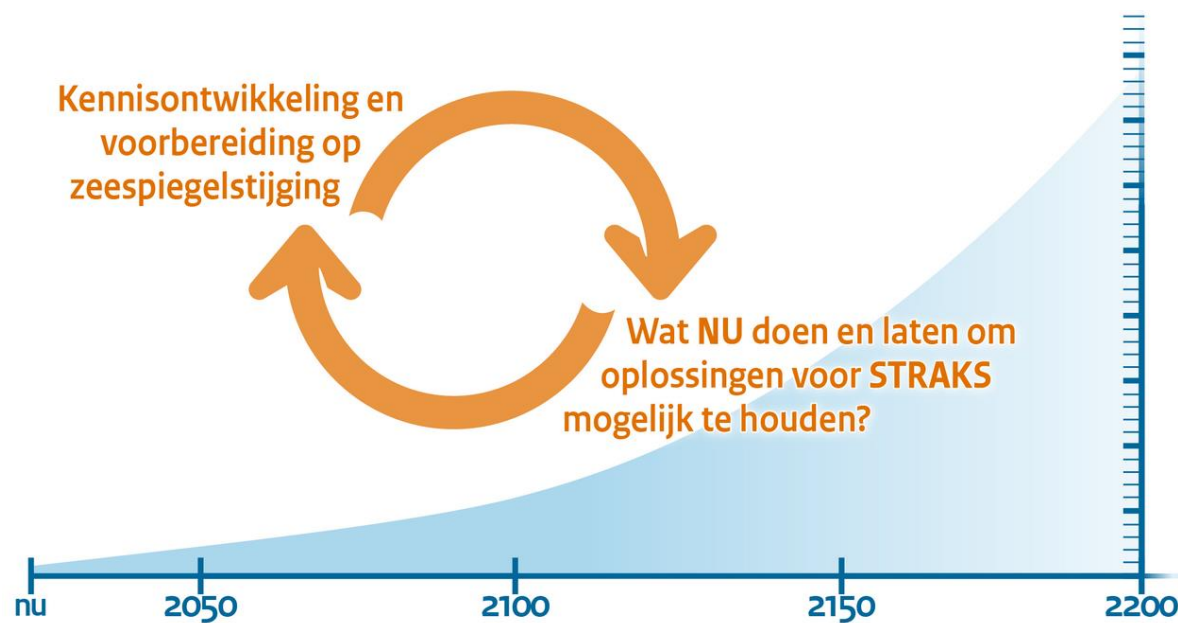 Kennisontwikkeling en
voorbereiding op
zeespiegelstijging
Wat NU doen en laten om
oplossingen voor STRAKS
mogelijk te houden?
nu 2050 2100 2150 2200